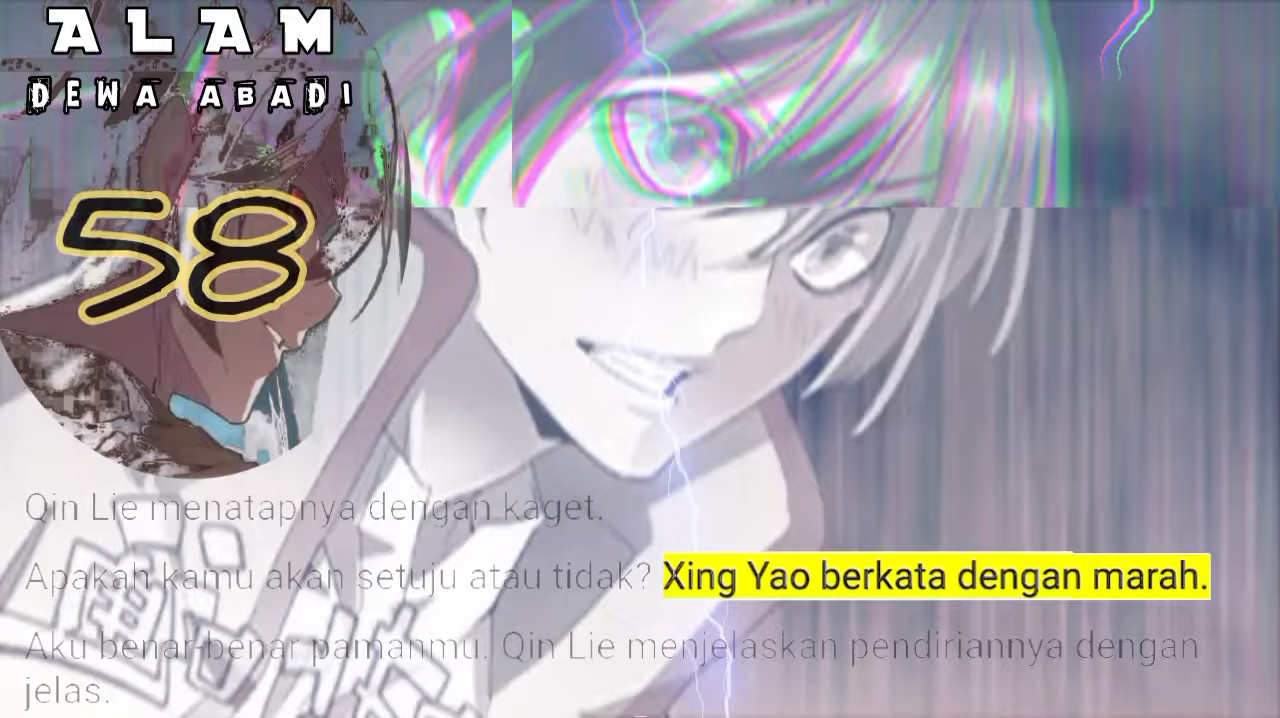 ALAM
DEWA ABADI
58
Qin Lie menatapnya dengan kaget.
Apakah kamu akan setuju atau tidak? Xing Yao berkata dengan marah.
Aku benar-benar pamanmu. Qin Lie menjelaskan pendiriannya dengan
jelas.